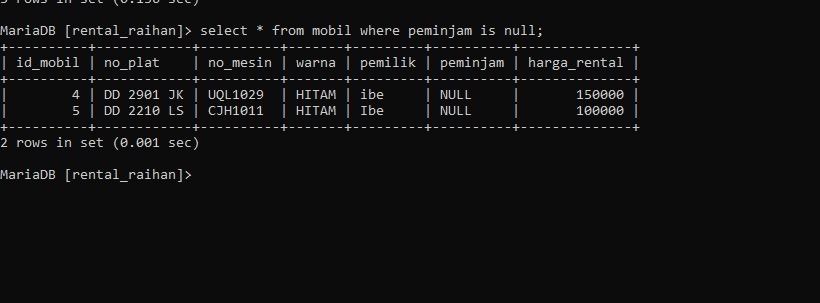 5 rows in set (0.150 sec)
MariaDB [rental_raihan]> select * from mobil where peminjam is null;
+----------+------------+----------+-------+---------+----------+--------------+
| id_mobil | no_plat    | no_mesin | warna | pemilik | peminjam | harga_rental |
+----------+------------+----------+-------+---------+----------+--------------+
|        4 | DD 2901 JK | UQL1029  | HITAM | ibe     | NULL     |       150000 |
|        5 | DD 2210 LS | CJH1011  | HITAM | Ibe     | NULL     |       100000 |
+----------+------------+----------+-------+---------+----------+--------------+
2 rows in set (0.001 sec)
MariaDB [rental_raihan]>